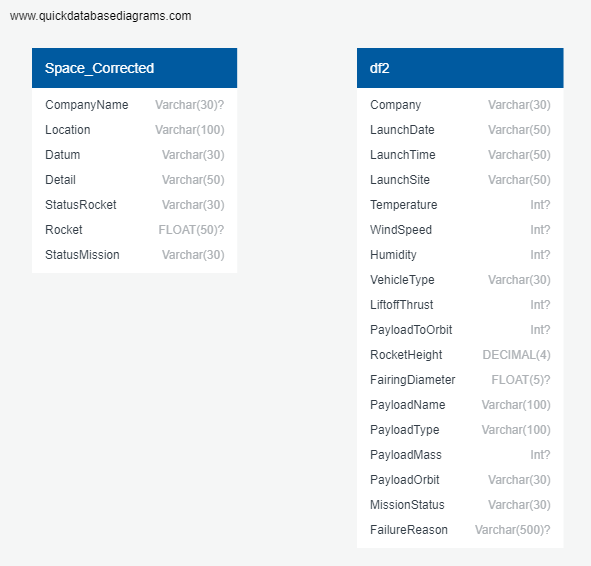 www.quickdatabasediagrams.com
Space_Corrected
CompanyName Varchar(30)?
Location Varchar(100)
Datum Varchar(30)
Detail Varchar(50)
StatusRocket Varchar(30)
Rocket FLOAT(50)?
StatusMission Varchar(30)
df2
Company Varchar(30)
LaunchDate Varchar(50)
LaunchTime Varchar(50)
LaunchSite Varchar(50)
Temperature Int?
WindSpeed Int?
Humidity Int?
VehicleType Varchar(30)
LiftoffThrust Int?
PayloadToOrbit Int?
RocketHeight DECIMAL(4)
FairingDiameter FLOAT(5)?
PayloadName Varchar(100)
PayloadType Varchar(100)
PayloadMass Int?
PayloadOrbit Varchar(30)
MissionStatus Varchar(30)
FailureReason Varchar(500)?